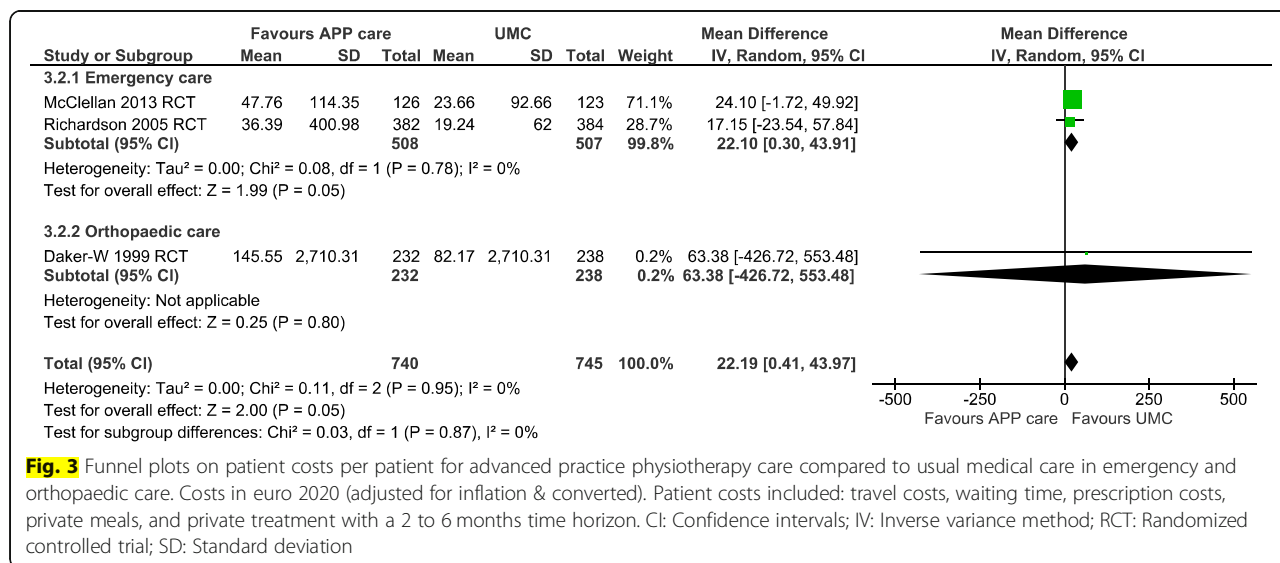 Favours APP care UMC Mean Difference Mean Difference
Study or Subgroup Mean SD Total Mean SD Total Weight IV, Random, 95% CI IV, Random, 95% CI
3.2.1 Emergency care
McClellan 2013 RCT 47.76 114.35 126 23.66 92.66 123 71.1% 24.10 [-1.72, 49.92]
Richardson 2005 RCT 36.39 400.98 382 19.24 62 384 28.7% 17.15 [-23.54, 57.84]
Subtotal (95% CI) 508 507 99.8% 22.10 [0.30, 43.91]
Heterogeneity: Tau² = 0.00; Chi² = 0.08, df = 1 (P = 0.78); I² = 0%
Test for overall effect: Z = 1.99 (P = 0.05)
3.2.2 Orthopaedic care
Daker-W 1999 RCT 145.55 2,710.31 232 82.17 2,710.31 238 0.2% 63.38 [-426.72, 553.48]
Subtotal (95% CI) 232 238 0.2% 63.38 [-426.72, 553.48]
Heterogeneity: Not applicable
Test for overall effect: Z = 0.25 (P = 0.80)
Total (95% CI) 740 745 100.0% 22.19 [0.41, 43.97]
Heterogeneity: Tau² = 0.00; Chi² = 0.11, df = 2 (P = 0.95); I² = 0%
Test for overall effect: Z = 2.00 (P = 0.05)
Test for subgroup differences: Chi² = 0.03, df = 1 (P = 0.87), I² = 0%
-500 -250 0 250 500
Favours APP care Favours UMC
Fig. 3 Funnel plots on patient costs per patient for advanced practice physiotherapy care compared to usual medical care in emergency and
orthopaedic care. Costs in euro 2020 (adjusted for inflation & converted). Patient costs included: travel costs, waiting time, prescription costs,
private meals, and private treatment with a 2 to 6 months time horizon. CI: Confidence intervals; IV: Inverse variance method; RCT: Randomized
controlled trial; SD: Standard deviation